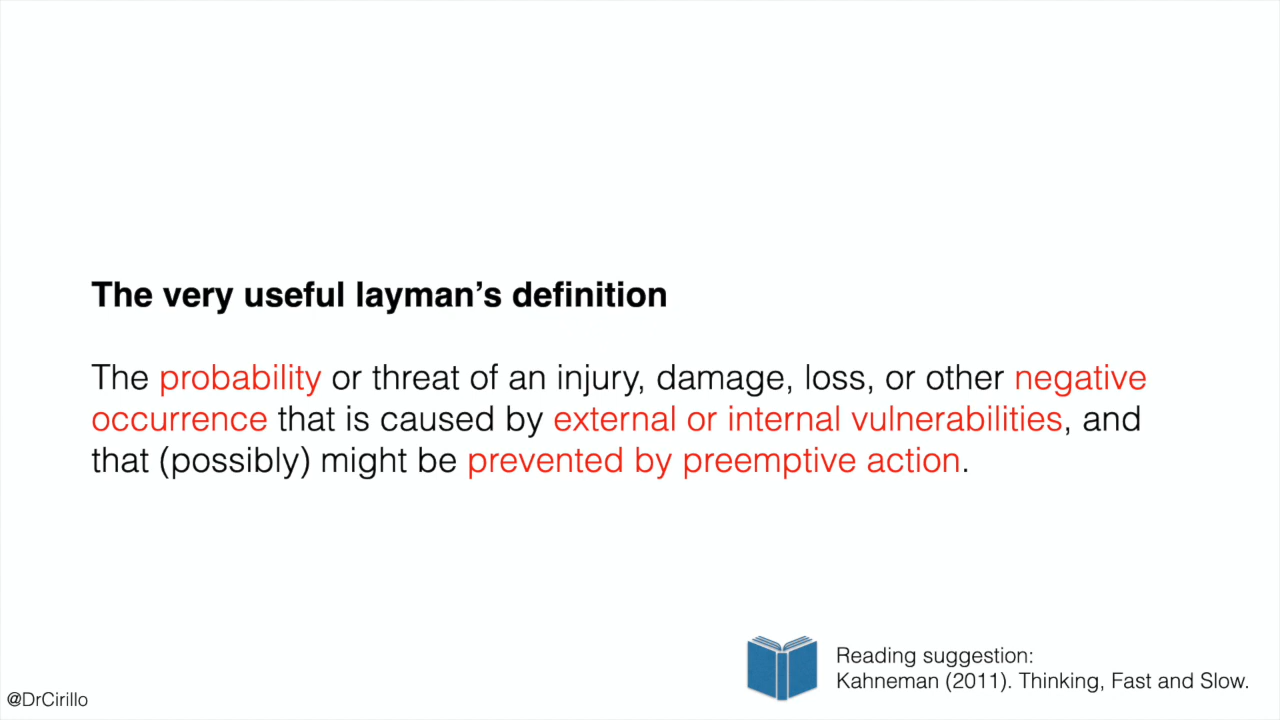 The very useful layman’s definition
The probability or threat of an injury, damage, loss, or other negative
occurrence that is caused by external or internal vulnerabilities, and
that (possibly) might be prevented by preemptive action.
Reading suggestion:
Kahneman (2011). Thinking, Fast and Slow.
@DrCirillo